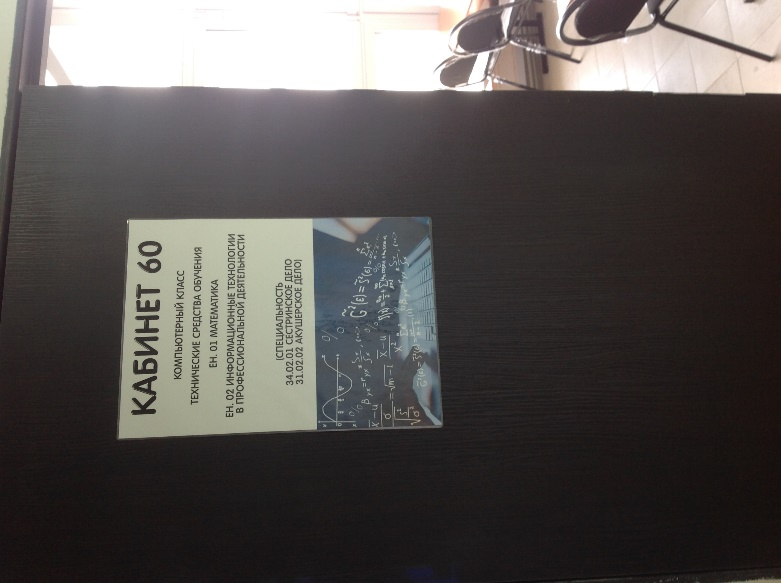 КАБИНЕТ 60
КОМПЬЮТЕРНЫЙ КЛАСС
ТЕХНИЧЕСКИЕ СРЕДСТВА ОБУЧЕНИЯ
ЕН. 01 МАТЕМАТИКА
ЕН. 02 ИНФОРМАЦИОННЫЕ ТЕХНОЛОГИИ
В ПРОФЕССИОНАЛЬНОЙ ДЕЯТЕЛЬНОСТИ
(СПЕЦИАЛЬНОСТЬ
34.02.01 СЕСТРИНСКОЕ ДЕЛО
31.02.02 АКУШЕРСКОЕ ДЕЛО)